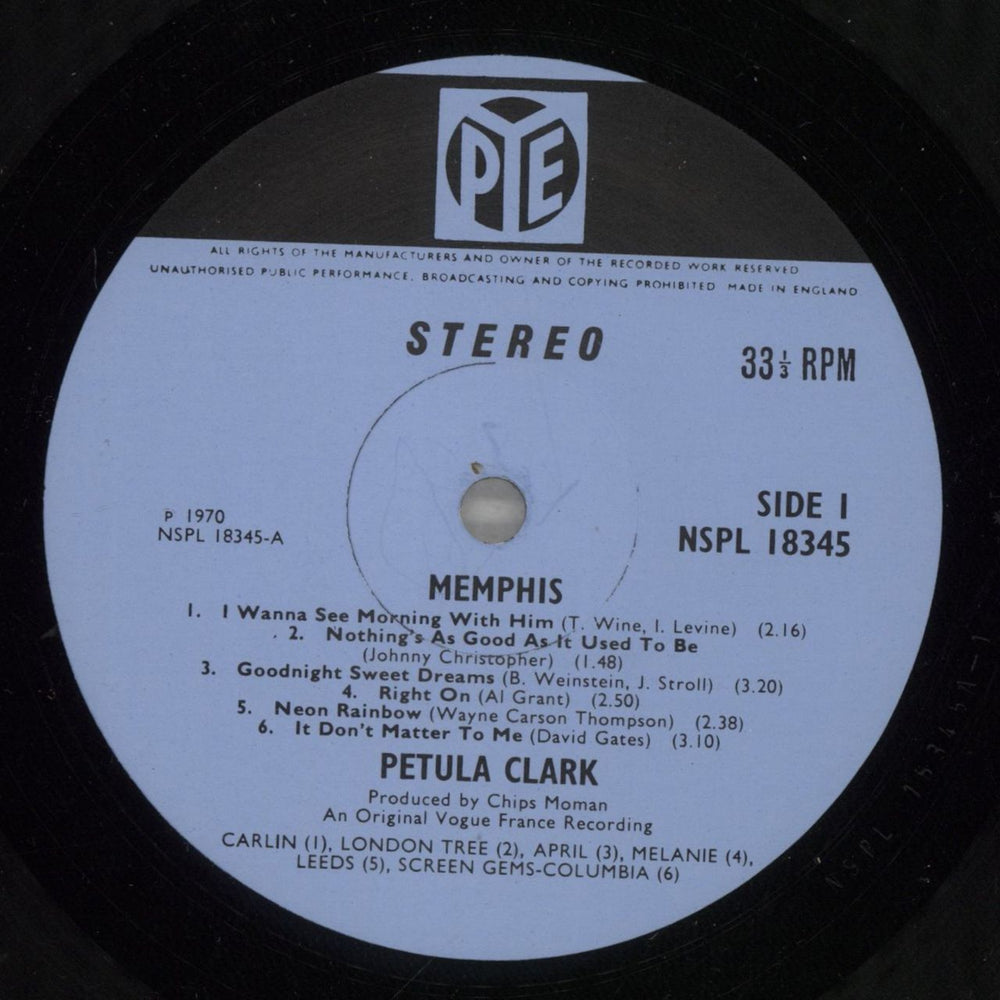 PYE
ALL RIGHTS OF THE MANUFACTURERS AND OWNER OF THE RECORDED WORK RESERVED
UNAUTHORISED PUBLIC PERFORMANCE, BROADCASTING AND COPYING PROHIBITED MADE IN ENGLAND
STEREO
33⅓ RPM
SIDE 1
P 1970
NSPL 18345-A
NSPL 18345
MEMPHIS
1. I Wanna See Morning With Him (T. Wine, I. Levine) (2.16)
2. Nothing's As Good As It Used To Be
(Johnny Christopher) (1.48)
3. Goodnight Sweet Dreams (B. Weinstein, J. Stroll) (3.20)
4. Right On (Al Grant) (2.50)
5. Neon Rainbow (Wayne Carson Thompson) (2.38)
6. It Don't Matter To Me (David Gates) (3.10)
PETULA CLARK
Produced by Chips Moman
An Original Vogue France Recording
CARLIN (1), LONDON TREE (2), APRIL (3), MELANIE (4),
LEEDS (5), SCREEN GEMS-COLUMBIA (6)